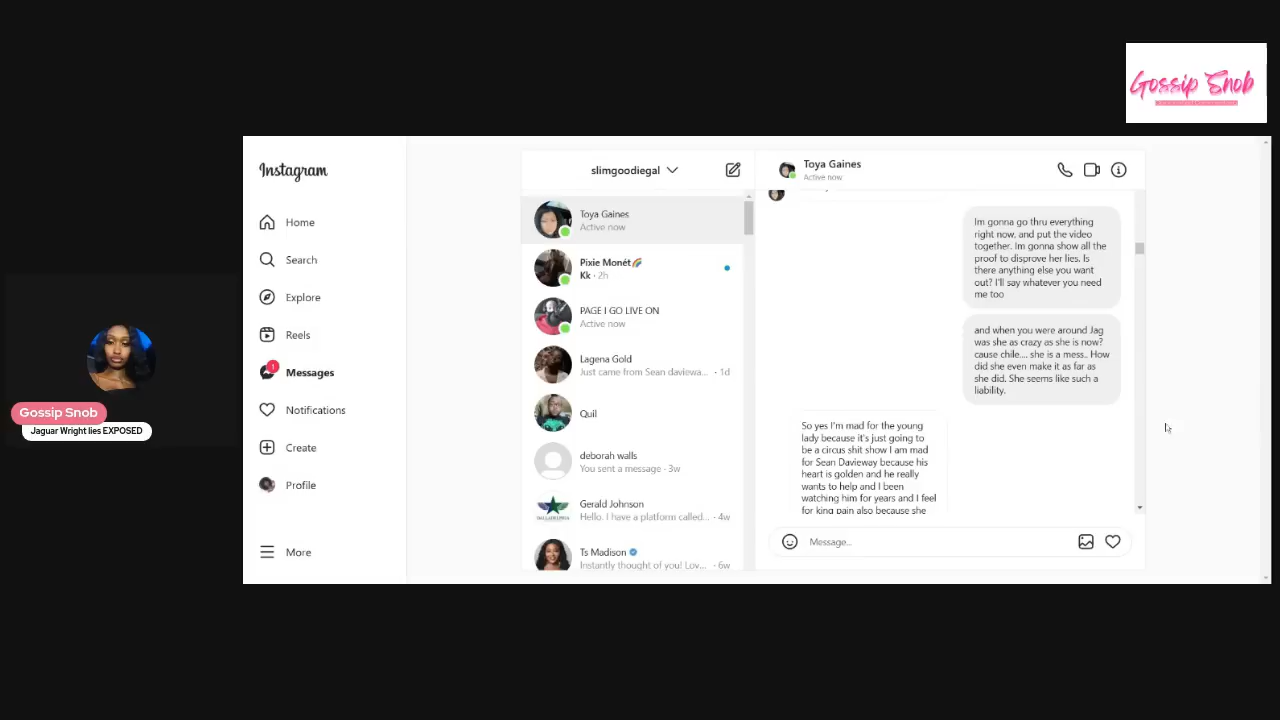 Gossip Snob
Instagram
Home
Search
Explore
Reels
1
Messages
Notifications
Create
Profile
More
slimgoodiegal
Toya Gaines
Active now
Pixie Monét🌈
Kk · 2h
PAGE I GO LIVE ON
Active now
Lagena Gold
Just came from Sean daviewa... · 1d
Quil
deborah walls
You sent a message · 3w
Gerald Johnson
Hello. I have a platform called... · 4w
Ts Madison
Instantly thought of you! Lov... · 6w
Toya Gaines
Active now
Im gonna go thru everything
right now, and put the video
together. Im gonna show all the
proof to disprove her lies. Is
there anything else you want
out? I'll say whatever you need
me too
and when you were around Jag
was she as crazy as she is now?
cause chile.... she is a mess.. How
did she even make it as far as
she did. She seems like such a
liability.
So yes I'm mad for the young
lady because it's just going to
be a circus shit show I am mad
for Sean Davieway because his
heart is golden and he really
wants to help and I been
watching him for years and I feel
for king pain also because she
Message...
Gossip Snob
Jaguar Wright lies EXPOSED